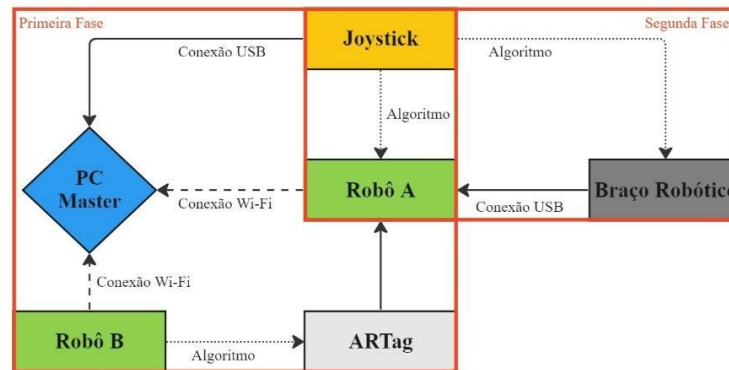 Primeira Fase
Joystick
Segunda Fase
Conexão USB
Algoritmo
Algoritmo
PC
Master
Conexão Wi-Fi
Robô A
Conexão USB
Braço Robótico
Conexão Wi-Fi
Robô B
Algoritmo
ARTag